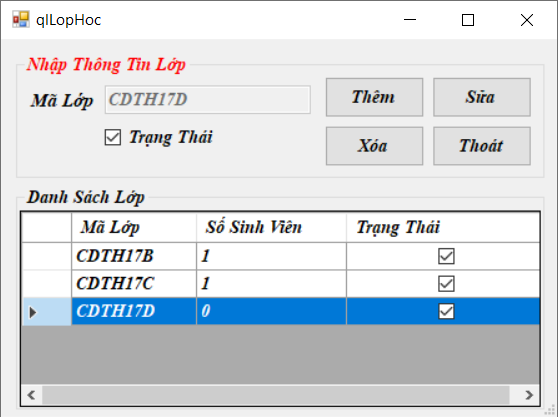 qlLopHoc
Nhập Thông Tin Lớp
Mã Lớp CDTH17D Thêm Sữa
Trạng Thái
Xóa Thoát
Danh Sách Lớp
Mã Lớp Số Sinh Viên Trạng Thái
CDTH17B 1
CDTH17C 1
CDTH17D 0